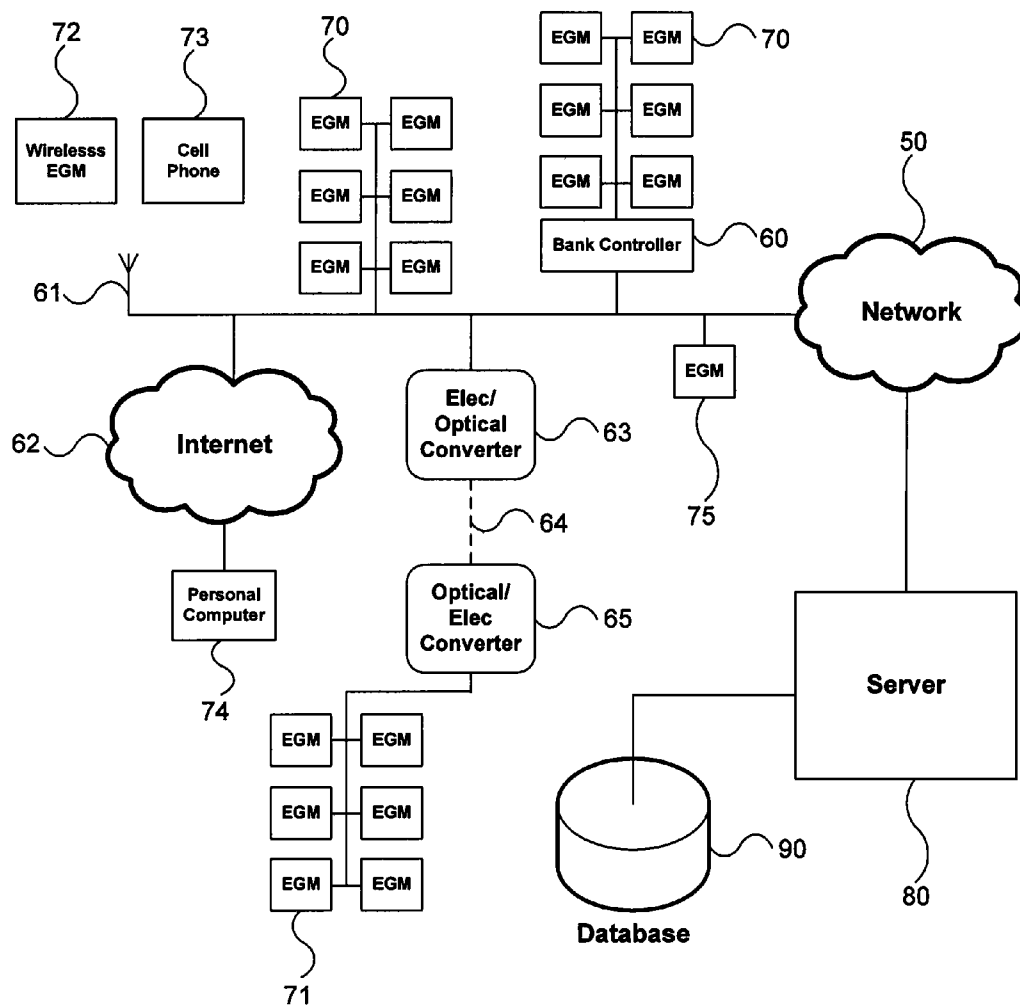 72
73
70
70
EGM
EGM
EGM
EGM
Wirelesss
EGM
Cell
Phone
EGM
EGM
EGM
EGM
EGM
EGM
EGM
EGM
50
Bank Controller
60
61
Network
EGM
75
62
Internet
Elec/
Optical
Converter
63
64
Personal
Computer
74
Optical/
Elec
Converter
65
Server
80
EGM
EGM
EGM
EGM
EGM
EGM
71
90
Database